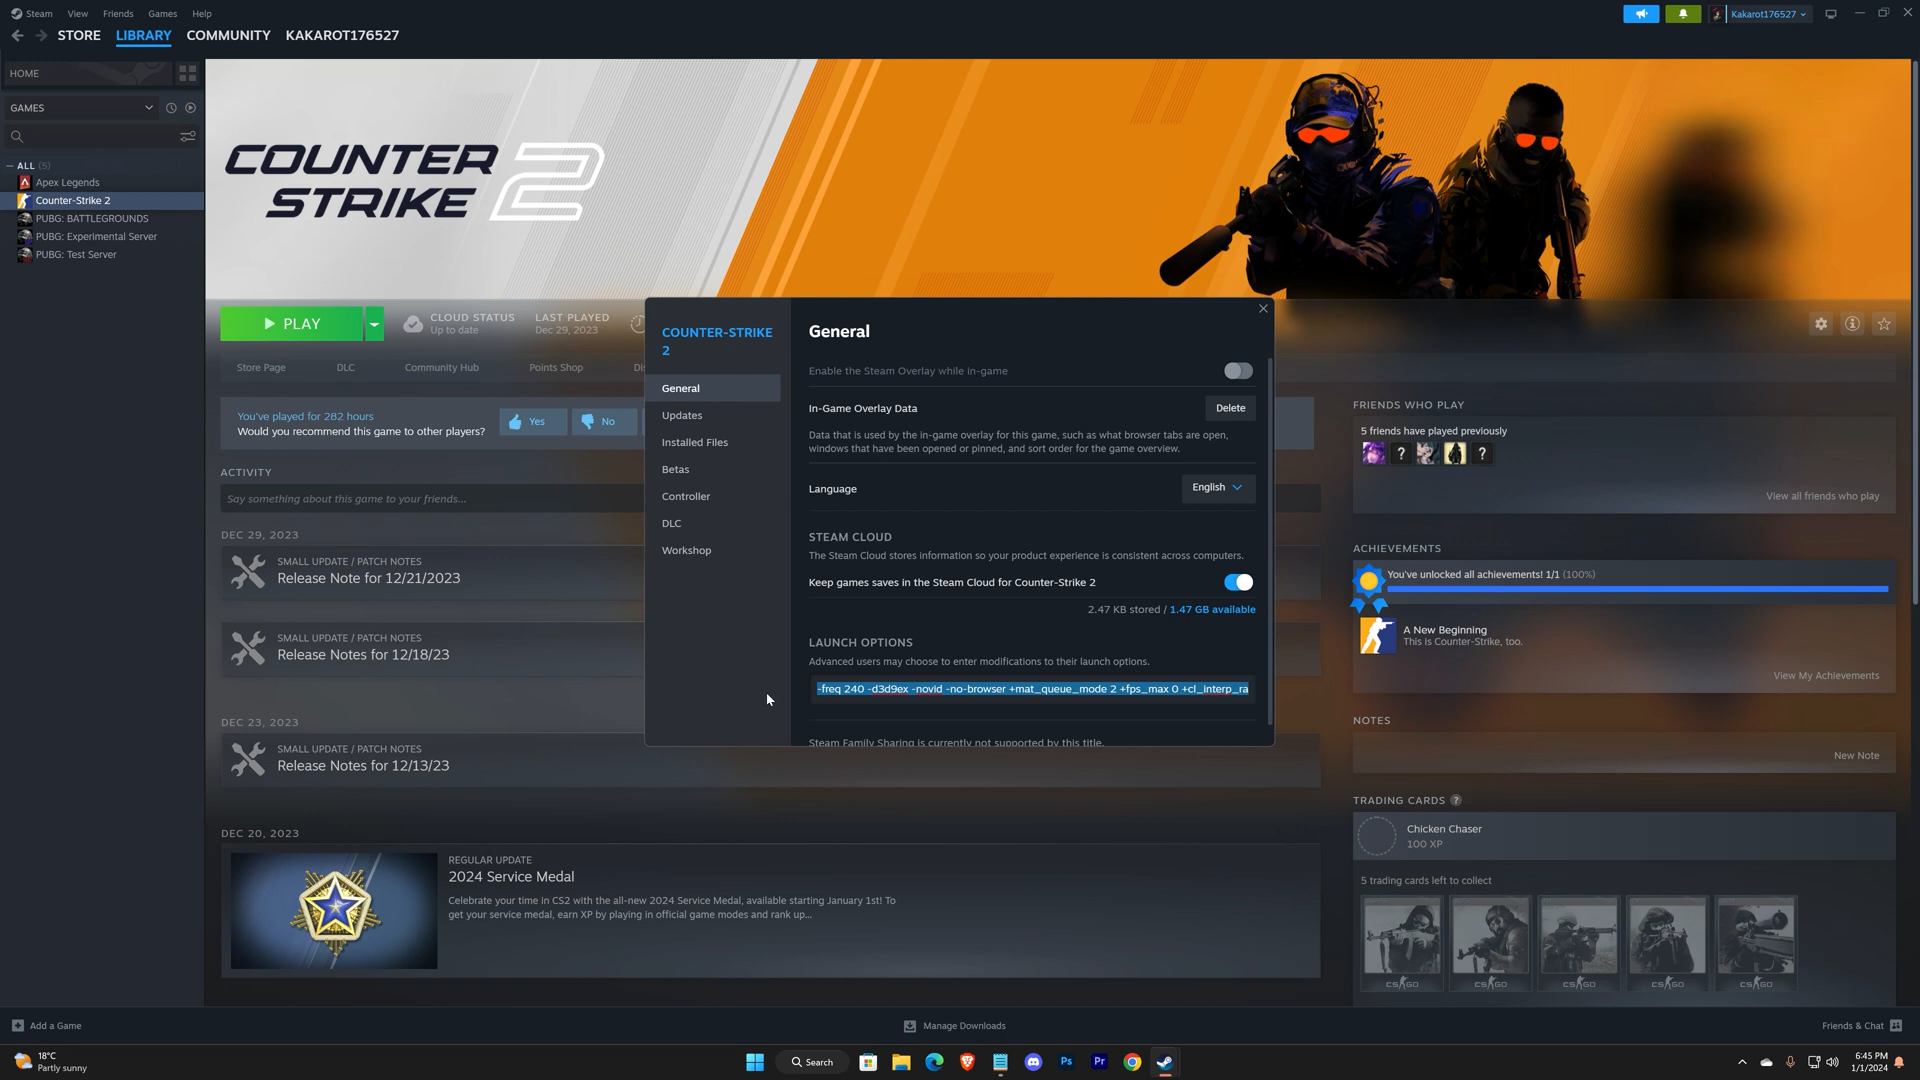 Steam View Friends Games Help
Kakarot176527
STORE LIBRARY COMMUNITY KAKAROT176527
HOME
GAMES
ALL (5)
Apex Legends
Counter-Strike 2
PUBG: BATTLEGROUNDS
PUBG: Experimental Server
PUBG: Test Server
COUNTER
STRIKE 2
PLAY
CLOUD STATUS
Up to date
LAST PLAYED
Dec 29, 2023
Store Page DLC Community Hub Points Shop
You've played for 282 hours
Would you recommend this game to other players?
Yes No
ACTIVITY
Say something about this game to your friends...
DEC 29, 2023
SMALL UPDATE / PATCH NOTES
Release Note for 12/21/2023
SMALL UPDATE / PATCH NOTES
Release Notes for 12/18/23
DEC 23, 2023
SMALL UPDATE / PATCH NOTES
Release Notes for 12/13/23
DEC 20, 2023
REGULAR UPDATE
2024 Service Medal
Celebrate your time in CS2 with the all-new 2024 Service Medal, available starting January 1st! To
get your service medal, earn XP by playing in official game modes and rank up...
COUNTER-STRIKE
2
General
Updates
Installed Files
Betas
Controller
DLC
Workshop
General
Enable the Steam Overlay while in-game
In-Game Overlay Data
Delete
Data that is used by the in-game overlay for this game, such as what browser tabs are open,
windows that have been opened or pinned, and sort order for the game overview.
Language
English
STEAM CLOUD
The Steam Cloud stores information so your product experience is consistent across computers.
Keep games saves in the Steam Cloud for Counter-Strike 2
2.47 KB stored / 1.47 GB available
LAUNCH OPTIONS
Advanced users may choose to enter modifications to their launch options.
-freq 240 -d3d9ex -novid -no-browser +mat_queue_mode 2 +fps_max 0 +cl_interp_ra
Steam Family Sharing is currently not supported by this title.
FRIENDS WHO PLAY
5 friends have played previously
? ?
View all friends who play
ACHIEVEMENTS
You've unlocked all achievements! 1/1 (100%)
A New Beginning
This is Counter-Strike, too.
View My Achievements
NOTES
New Note
TRADING CARDS ?
Chicken Chaser
100 XP
5 trading cards left to collect
CS GO CS GO CS GO CS GO CS GO
Add a Game
Manage Downloads
Friends & Chat
18°C
Partly sunny
Search
Ps
Pr
6:45 PM
1/1/2024